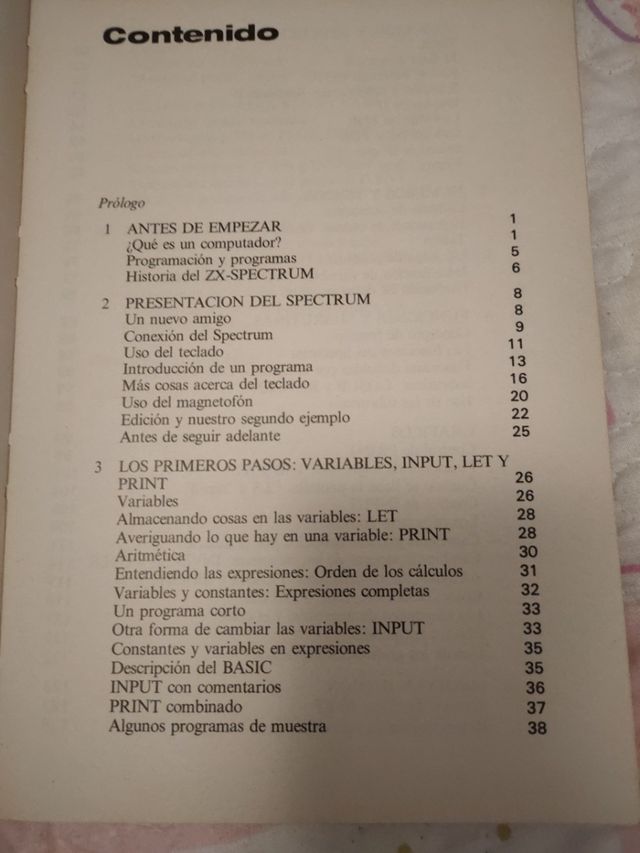 Contenido
Prólogo
1 ANTES DE EMPEZAR 1
¿Qué es un computador? 1
Programación y programas 5
Historia del ZX-SPECTRUM 6
2 PRESENTACION DEL SPECTRUM 8
Un nuevo amigo 8
Conexión del Spectrum 9
Uso del teclado 11
Introducción de un programa 13
Más cosas acerca del teclado 16
Uso del magnetofón 20
Edición y nuestro segundo ejemplo 22
Antes de seguir adelante 25
3 LOS PRIMEROS PASOS: VARIABLES, INPUT, LET Y
PRINT 26
Variables 26
Almacenando cosas en las variables: LET 28
Averiguando lo que hay en una variable: PRINT 28
Aritmética 30
Entendiendo las expresiones: Orden de los cálculos 31
Variables y constantes: Expresiones completas 32
Un programa corto 33
Otra forma de cambiar las variables: INPUT 33
Constantes y variables en expresiones 35
Descripción del BASIC 35
INPUT con comentarios 36
PRINT combinado 37
Algunos programas de muestra 38